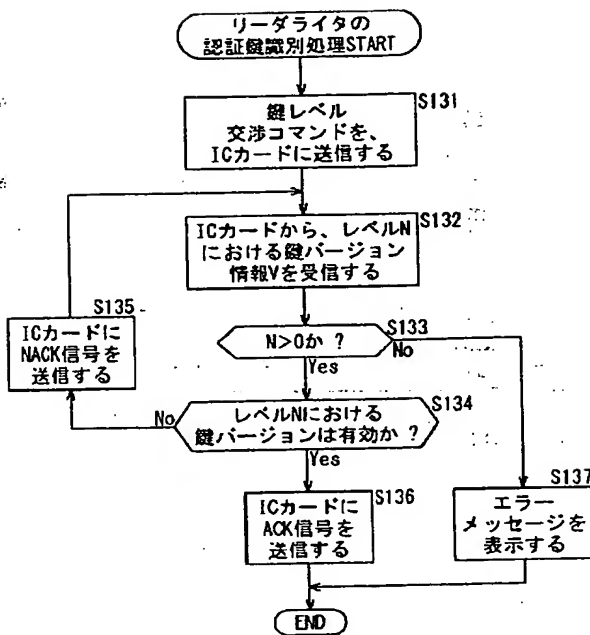 リーダライタの
認証鍵識別処理START
S131
鍵レベル
交渉コマンドを、
ICカードに送信する
S132
ICカードから、レベルN
における鍵バージョン
情報Vを受信する
S135
ICカードに
NACK信号を
送信する
S133
N>0か ?
No
Yes
S134
レベルNにおける
鍵バージョンは有効か ?
No
Yes
S136
ICカードに
ACK信号を
送信する
S137
エラー
メッセージを
表示する
END